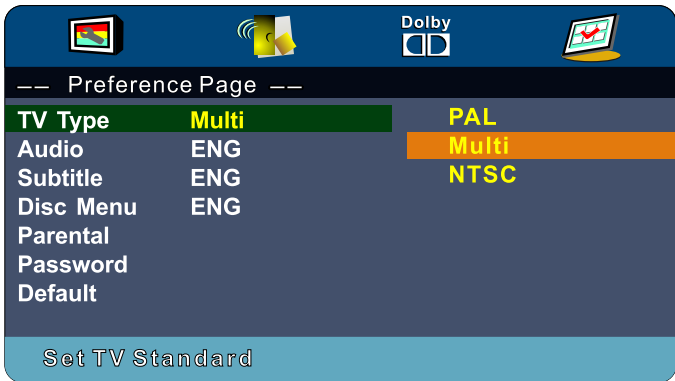 Dolby
–– Preference Page ––
TV Type Multi
Audio ENG
Subtitle ENG
Disc Menu ENG
Parental
Password
Default
PAL
Multi
NTSC
Set TV Standard